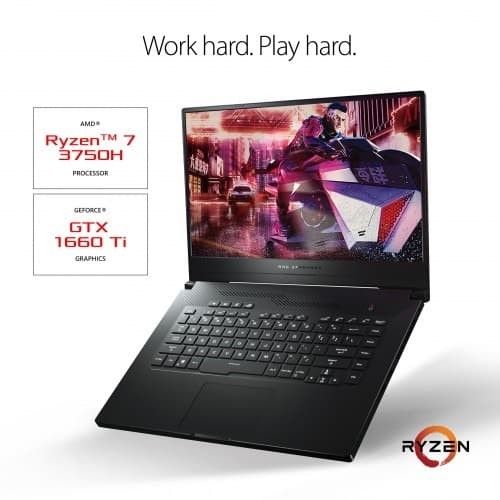 Work hard. Play hard.
AMD®
Ryzen™ 7
3750H
PROCESSOR
GEFORCE®
GTX
1660 Ti
GRAPHICS
RYZEN